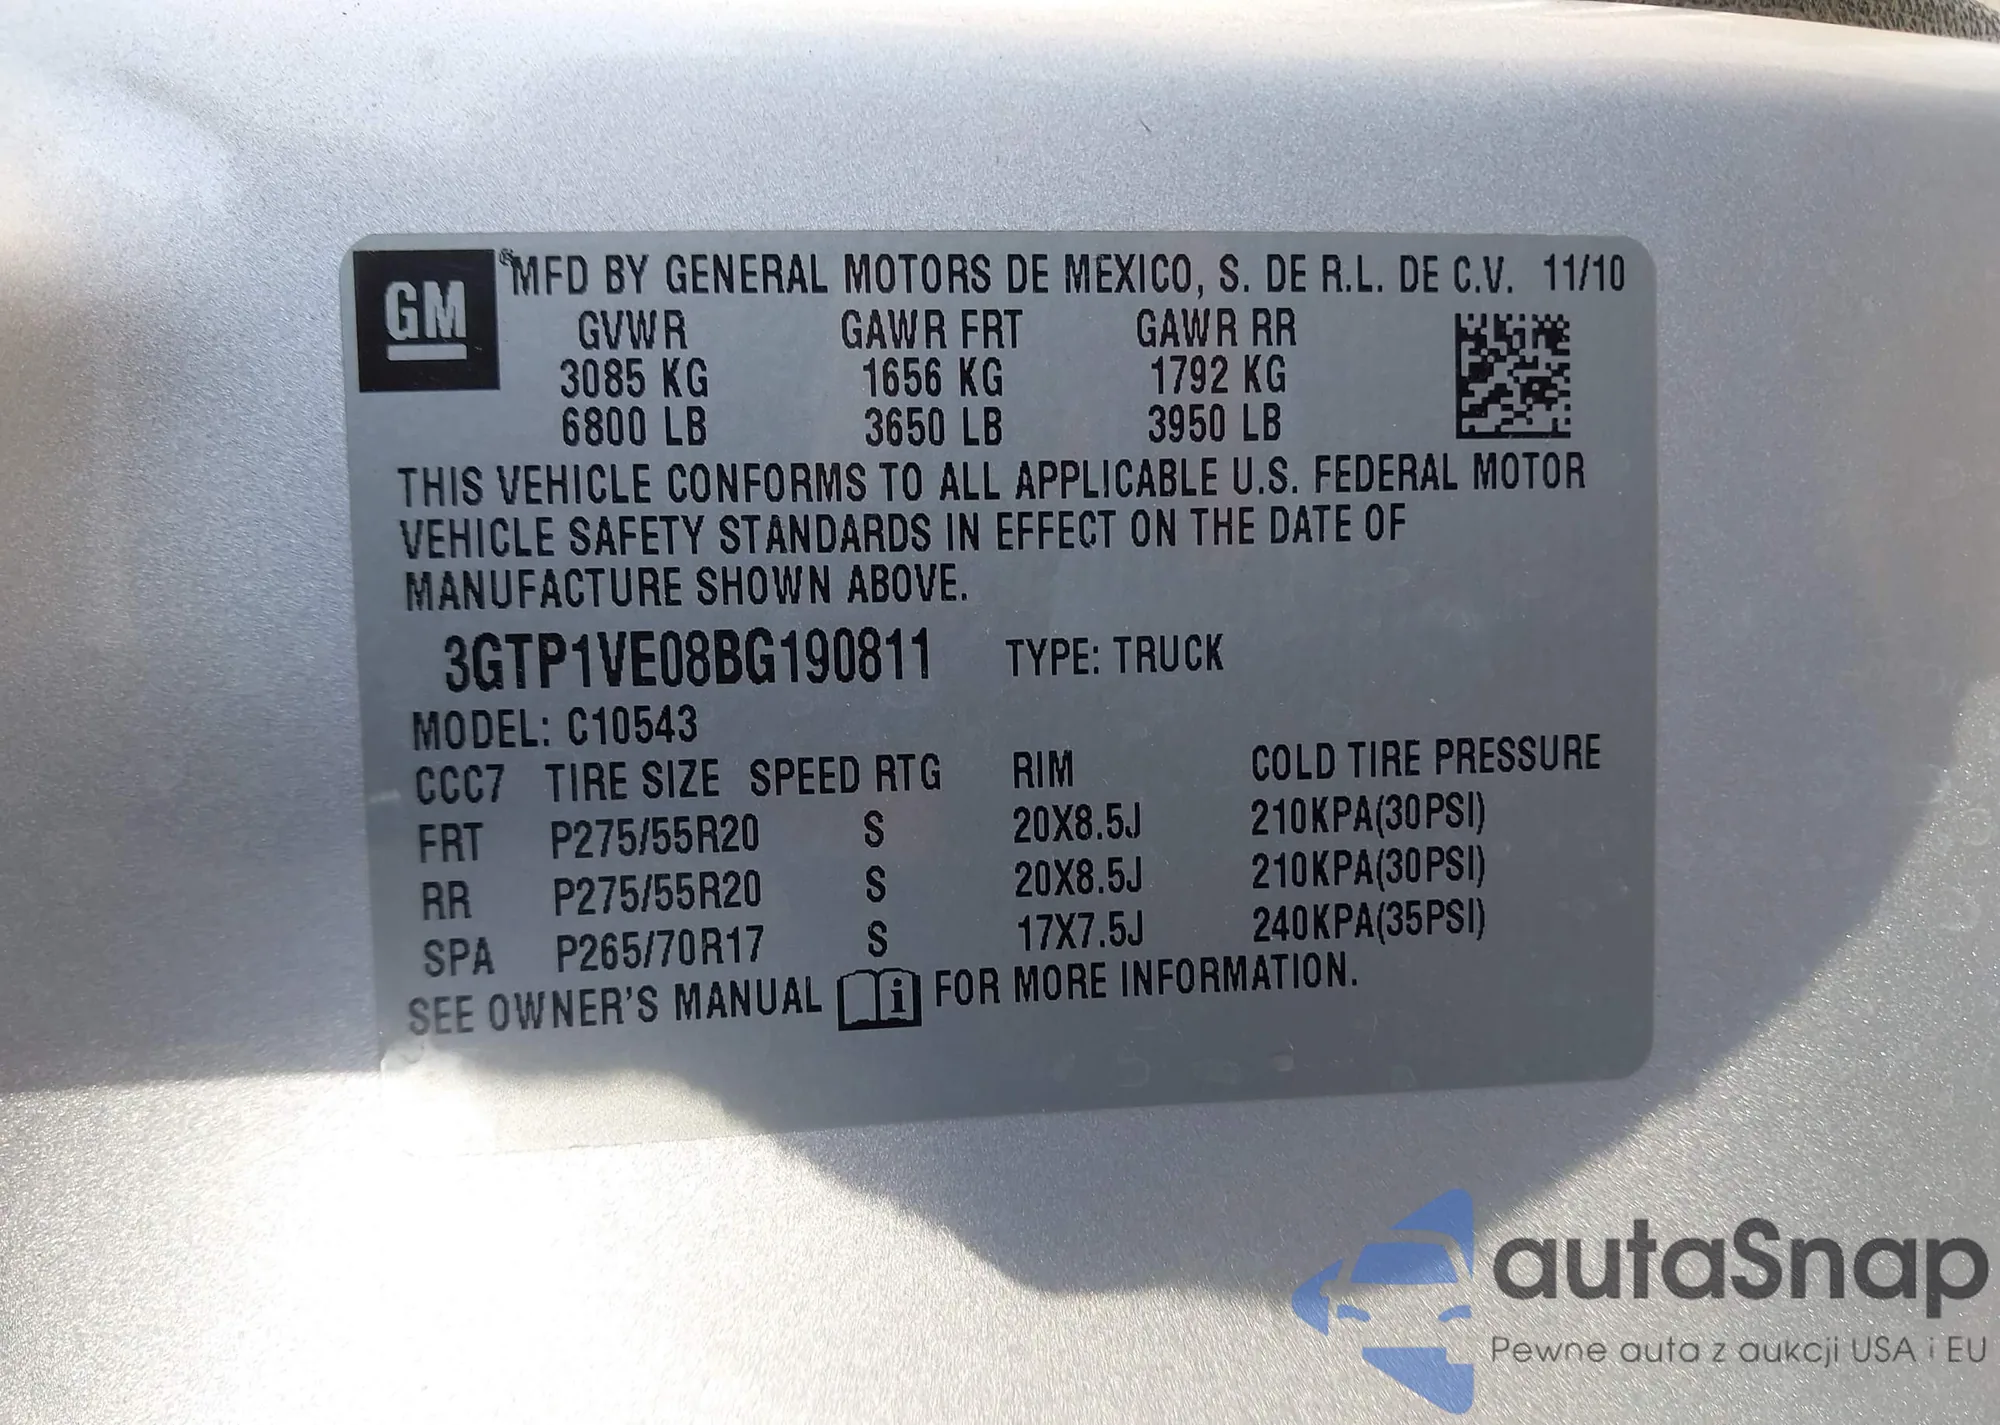 GM
® MFD BY GENERAL MOTORS DE MEXICO, S. DE R.L. DE C.V. 11/10
GVWR GAWR FRT GAWR RR
3085 KG 1656 KG 1792 KG
6800 LB 3650 LB 3950 LB
THIS VEHICLE CONFORMS TO ALL APPLICABLE U.S. FEDERAL MOTOR
VEHICLE SAFETY STANDARDS IN EFFECT ON THE DATE OF
MANUFACTURE SHOWN ABOVE.
3GTP1VE08BG190811 TYPE: TRUCK
MODEL: C10543
CCC7 TIRE SIZE SPEED RTG RIM COLD TIRE PRESSURE
FRT P275/55R20 S 20X8.5J 210KPA(30PSI)
RR P275/55R20 S 20X8.5J 210KPA(30PSI)
SPA P265/70R17 S 17X7.5J 240KPA(35PSI)
SEE OWNER'S MANUAL i FOR MORE INFORMATION.
autaSnap
Pewne auta z aukcji USA i EU